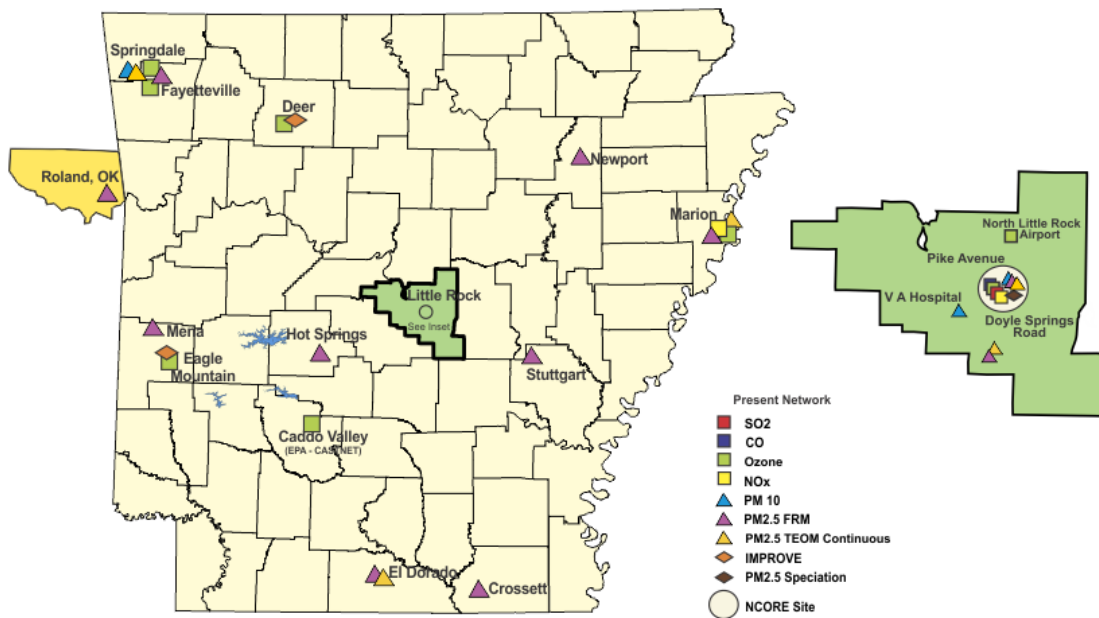 Springdale
Fayetteville
Deer
Newport
Roland, OK
Marion
North Little Rock
Airport
Pike Avenue
V A Hospital
Doyle Springs
Road
Little Rock
See Inset
Mena
Hot Springs
Eagle
Mountain
Stuttgart
Caddo Valley
(EPA - CASTNET)
El Dorado
Crossett
Present Network
SO2
CO
Ozone
NOx
PM 10
PM2.5 FRM
PM2.5 TEOM Continuous
IMPROVE
PM2.5 Speciation
NCORE Site